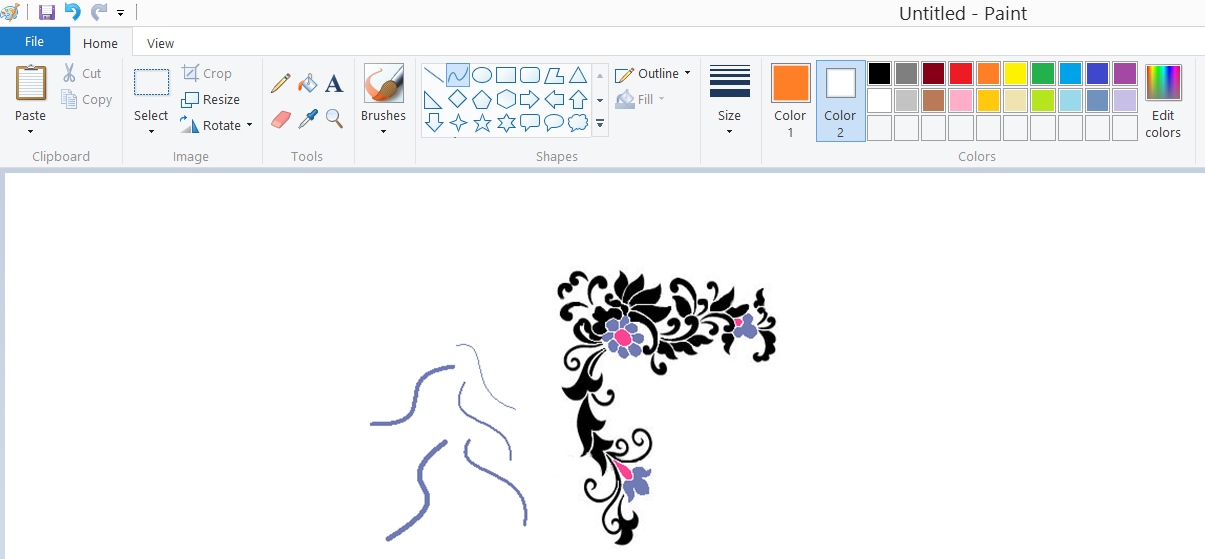 Untitled - Paint
File Home View
Paste Cut Copy
Clipboard
Select Crop Resize Rotate
Image
A
Tools
Brushes
Outline Fill
Shapes
Size
Color 1
Color 2
Edit colors
Colors